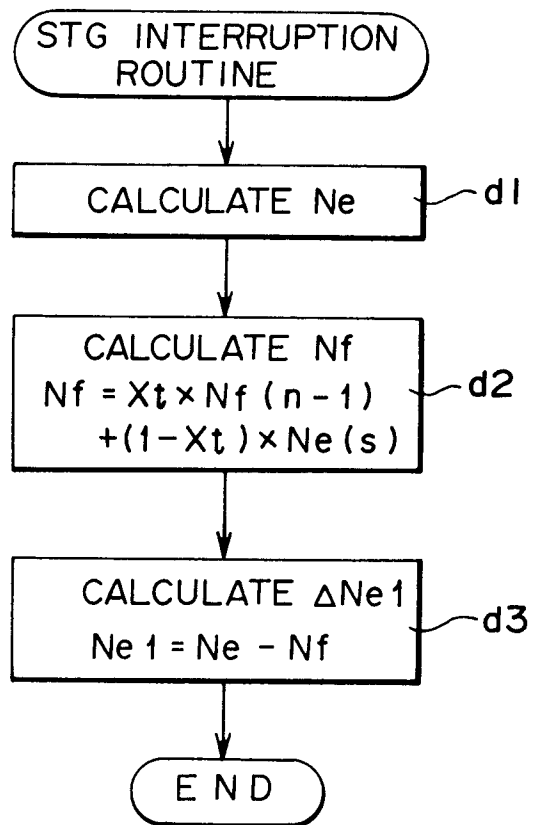 STG INTERRUPTION
ROUTINE
CALCULATE Ne
d1
CALCULATE Nf
Nf = Xt × Nf (n - 1)
+(1 - Xt) × Ne(s)
d2
CALCULATE ΔNe1
Ne1 = Ne - Nf
d3
END